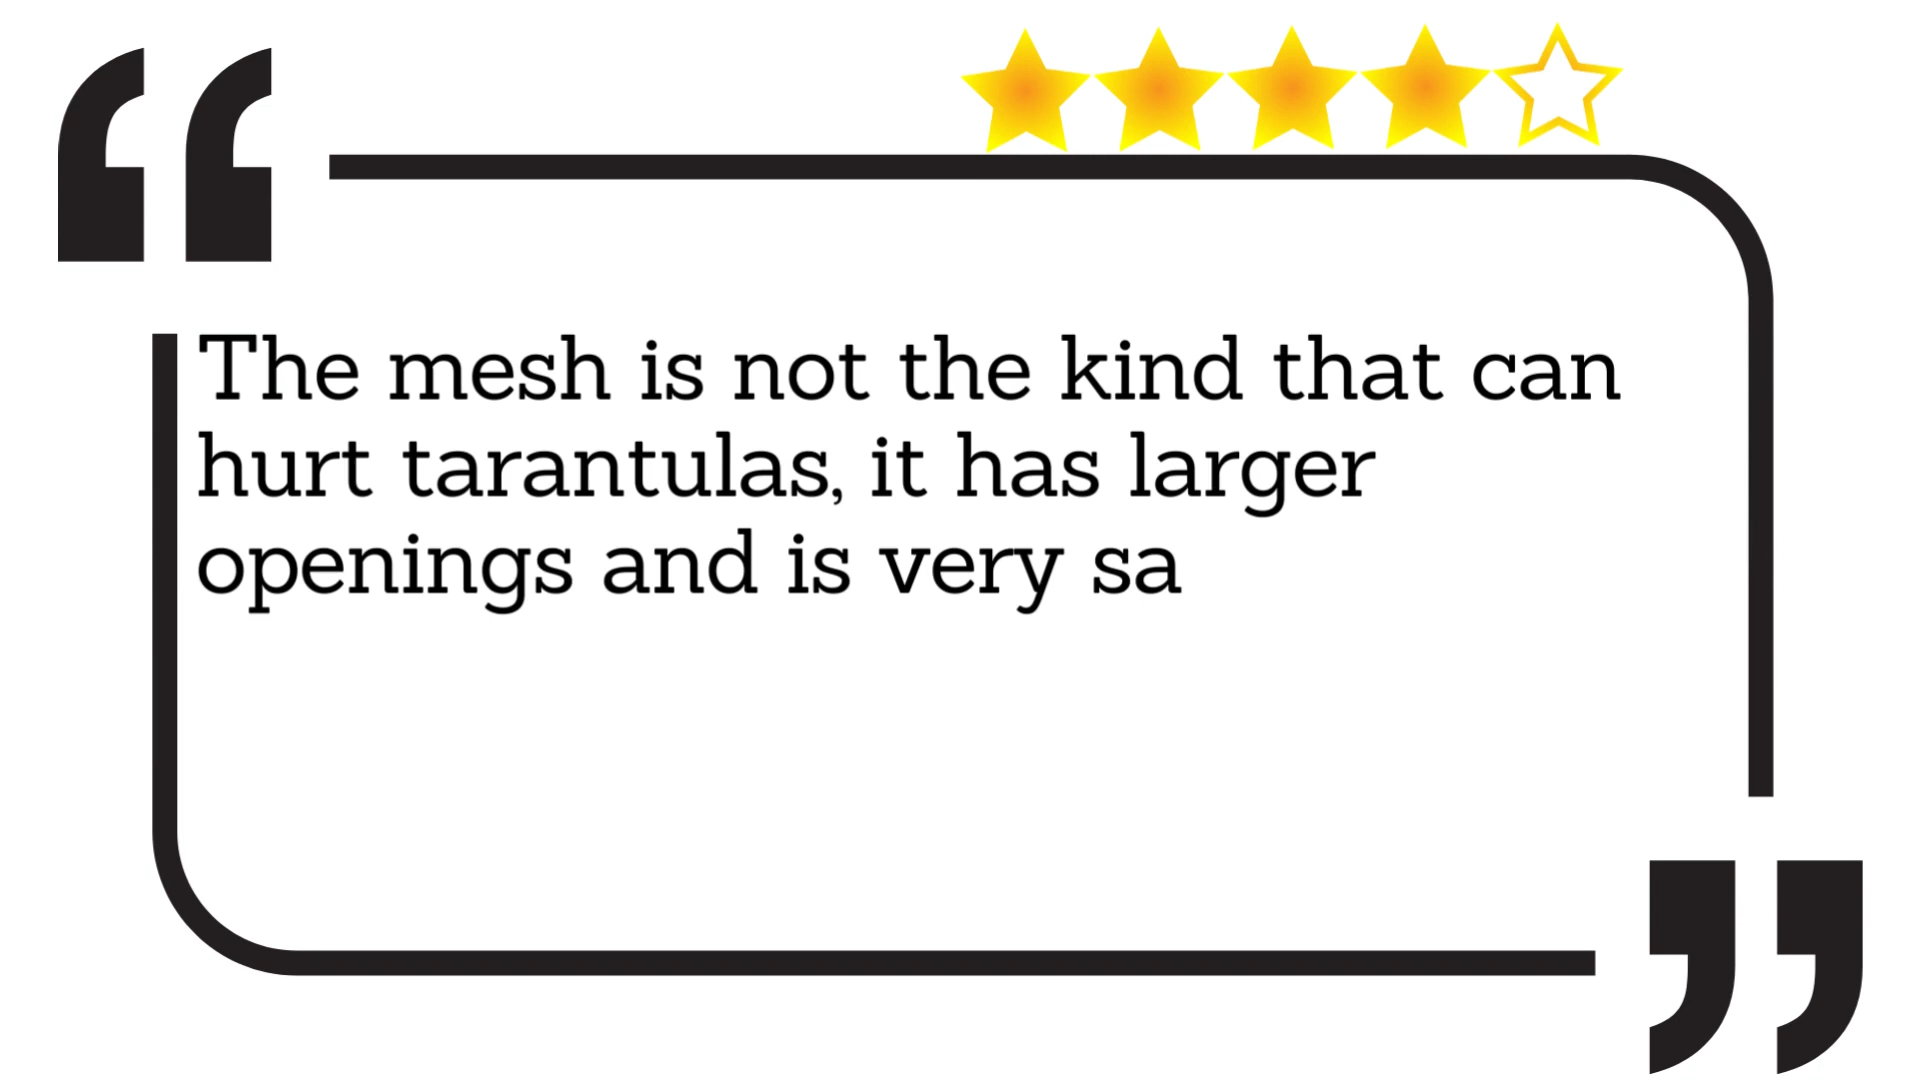 The mesh is not the kind that can
hurt tarantulas, it has larger
openings and is very sa